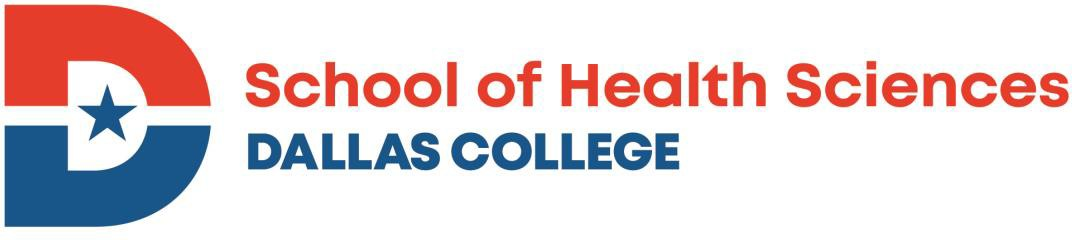 School of Health Sciences
DALLAS COLLEGE